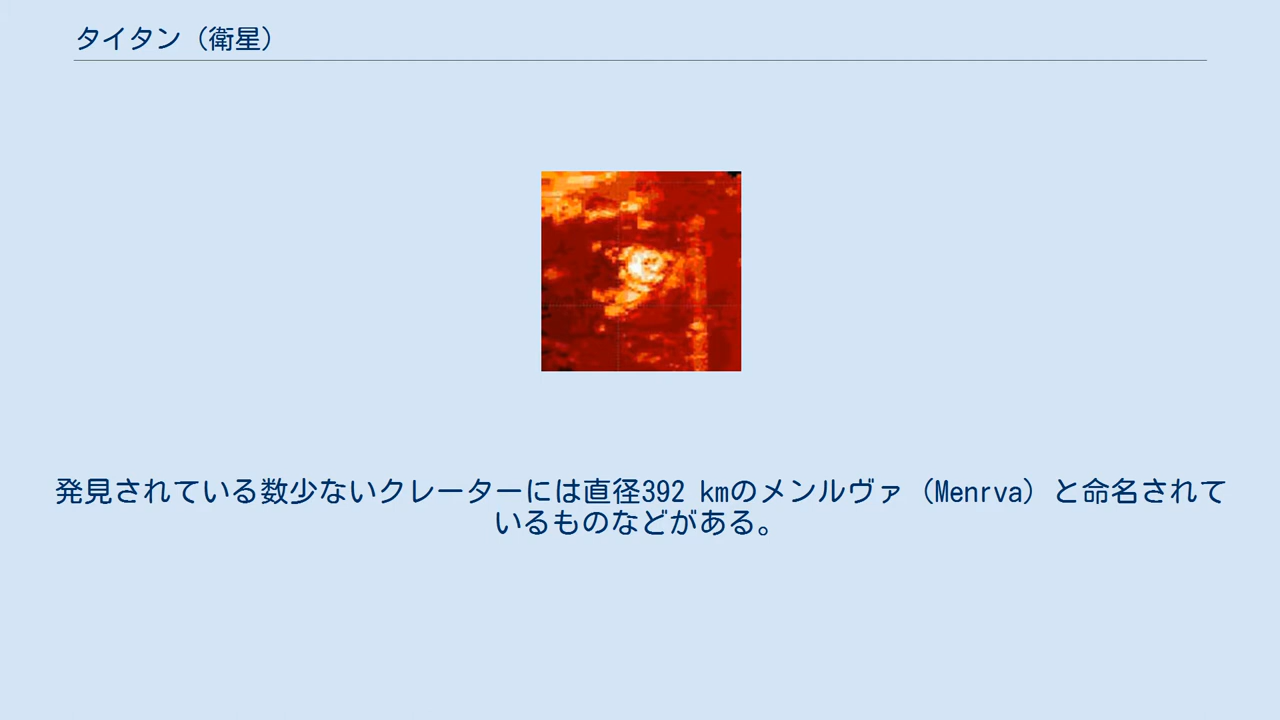 タイタン（衛星）
発見されている数少ないクレーターには直径392 kmのメンルヴァ（Menrva）と命名されて
いるものなどがある。